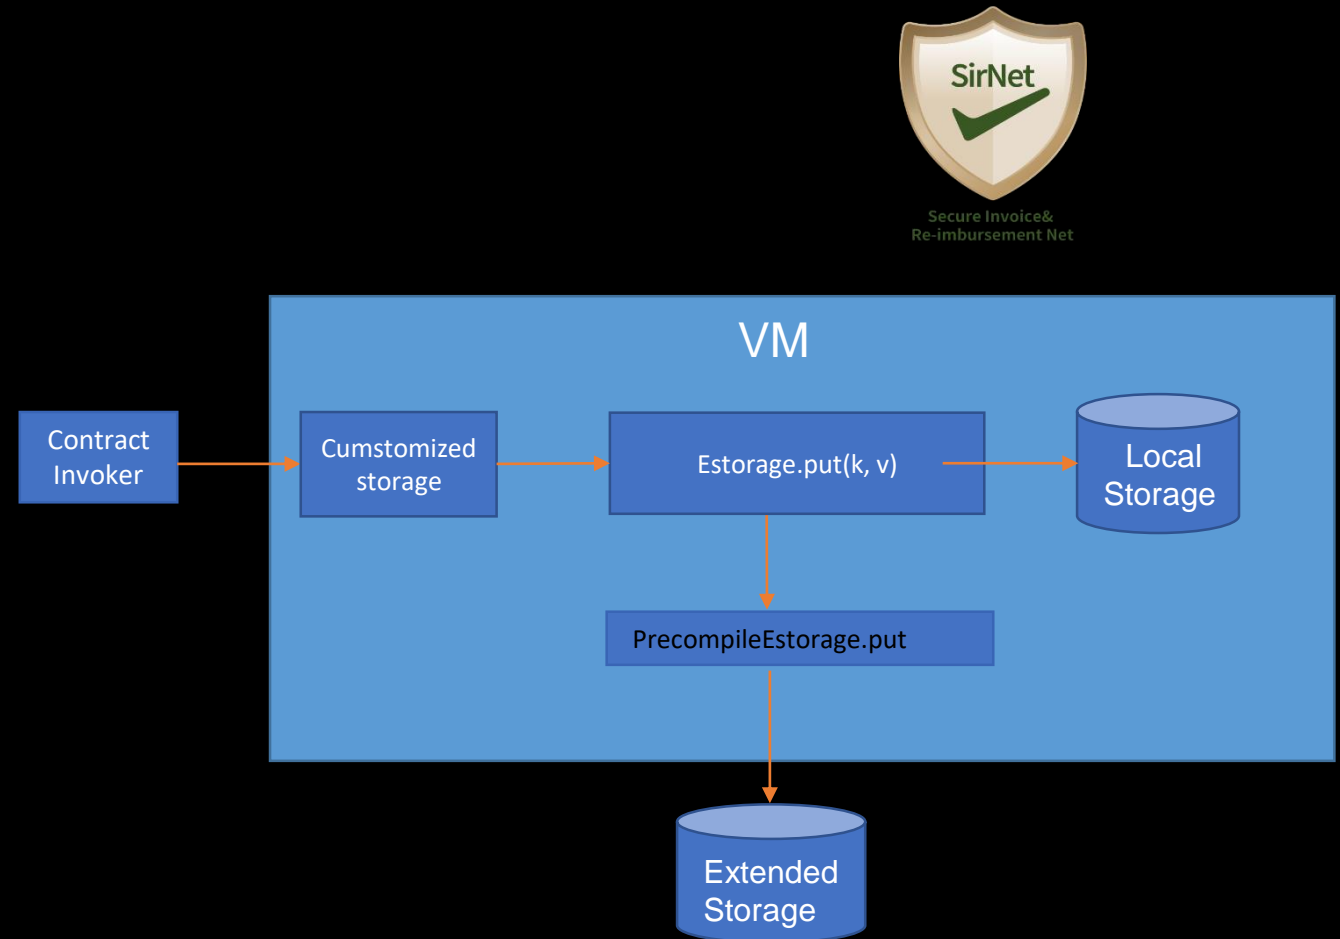 SirNet
Secure Invoice&
Re-imbursement Net
VM
Contract
Invoker
Cumstomized
storage
Estorage.put(k, v)
Local
Storage
PrecompileEstorage.put
Extended
Storage